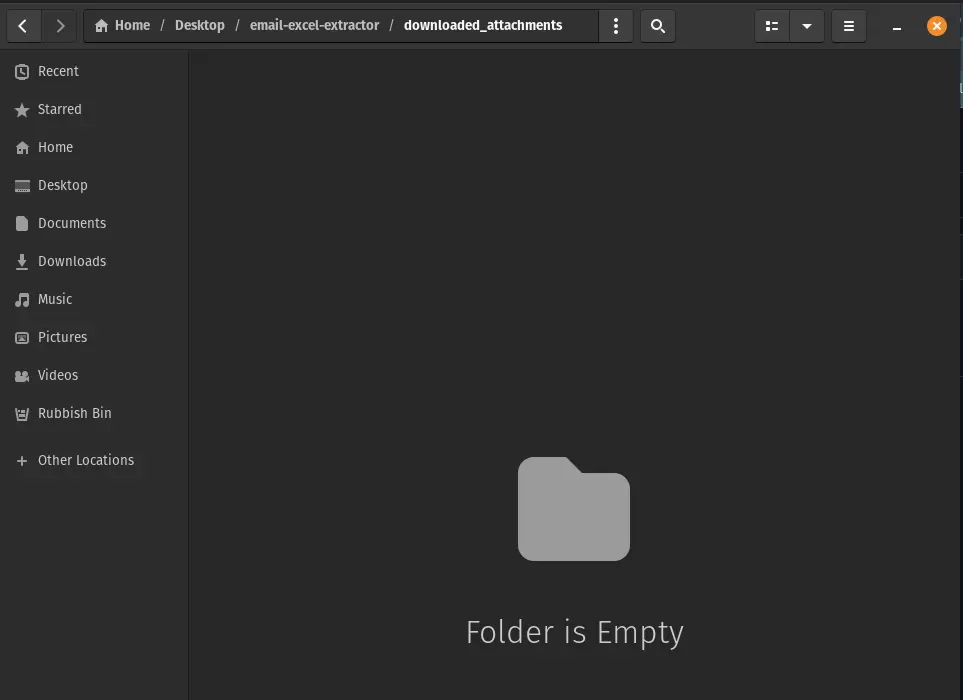 Home / Desktop / email-excel-extractor / downloaded_attachments
Recent
Starred
Home
Desktop
Documents
Downloads
Music
Pictures
Videos
Rubbish Bin
Other Locations
Folder is Empty